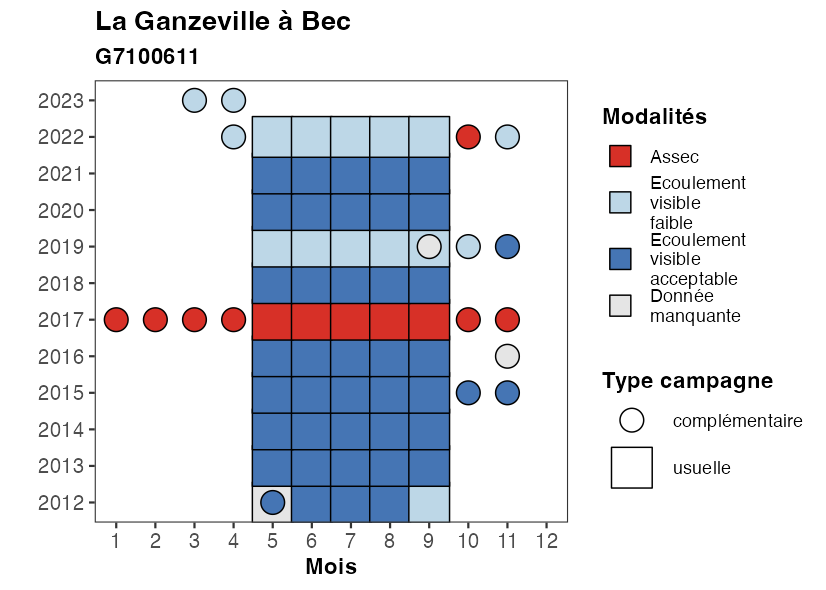 La Ganzeville à Bec
G7100611
2023
2022
2021
2020
2019
2018
2017
2016
2015
2014
2013
2012
1 2 3 4 5 6 7 8 9 10 11 12
Mois
Modalités
Assec
Ecoulement
visible
faible
Ecoulement
visible
acceptable
Donnée
manquante
Type campagne
complémentaire
usuelle